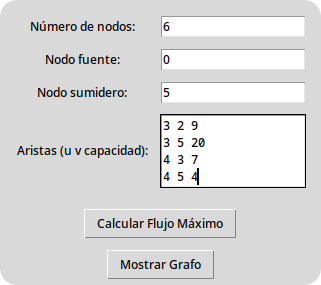 Número de nodos: 6
Nodo fuente: 0
Nodo sumidero: 5
Aristas (u v capacidad):
3 2 9
3 5 20
4 3 7
4 5 4
Calcular Flujo Máximo
Mostrar Grafo